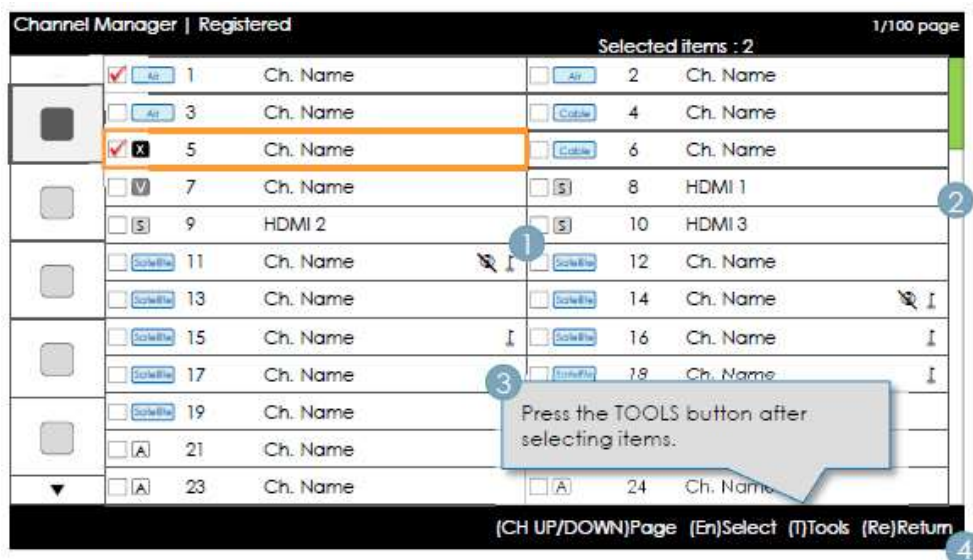 Channel Manager | Registered
1/100 page
Selected items : 2
Air 1 Ch. Name Air 2 Ch. Name
Air 3 Ch. Name Cable 4 Ch. Name
X 5 Ch. Name Cable 6 Ch. Name
V 7 Ch. Name S 8 HDMI 1
S 9 HDMI 2 S 10 HDMI 3
2
1
Satellite 11 Ch. Name Satellite 12 Ch. Name
Satellite 13 Ch. Name Satellite 14 Ch. Name
Satellite 15 Ch. Name Satellite 16 Ch. Name
Satellite 17 Ch. Name Satellite 18 Ch. Name
3
Satellite 19 Ch. Name
Press the TOOLS button after
selecting items.
A 21 Ch. Name
A 23 Ch. Name A 24 Ch. Name
(CH UP/DOWN)Page (En)Select (T)Tools (Re)Return
4